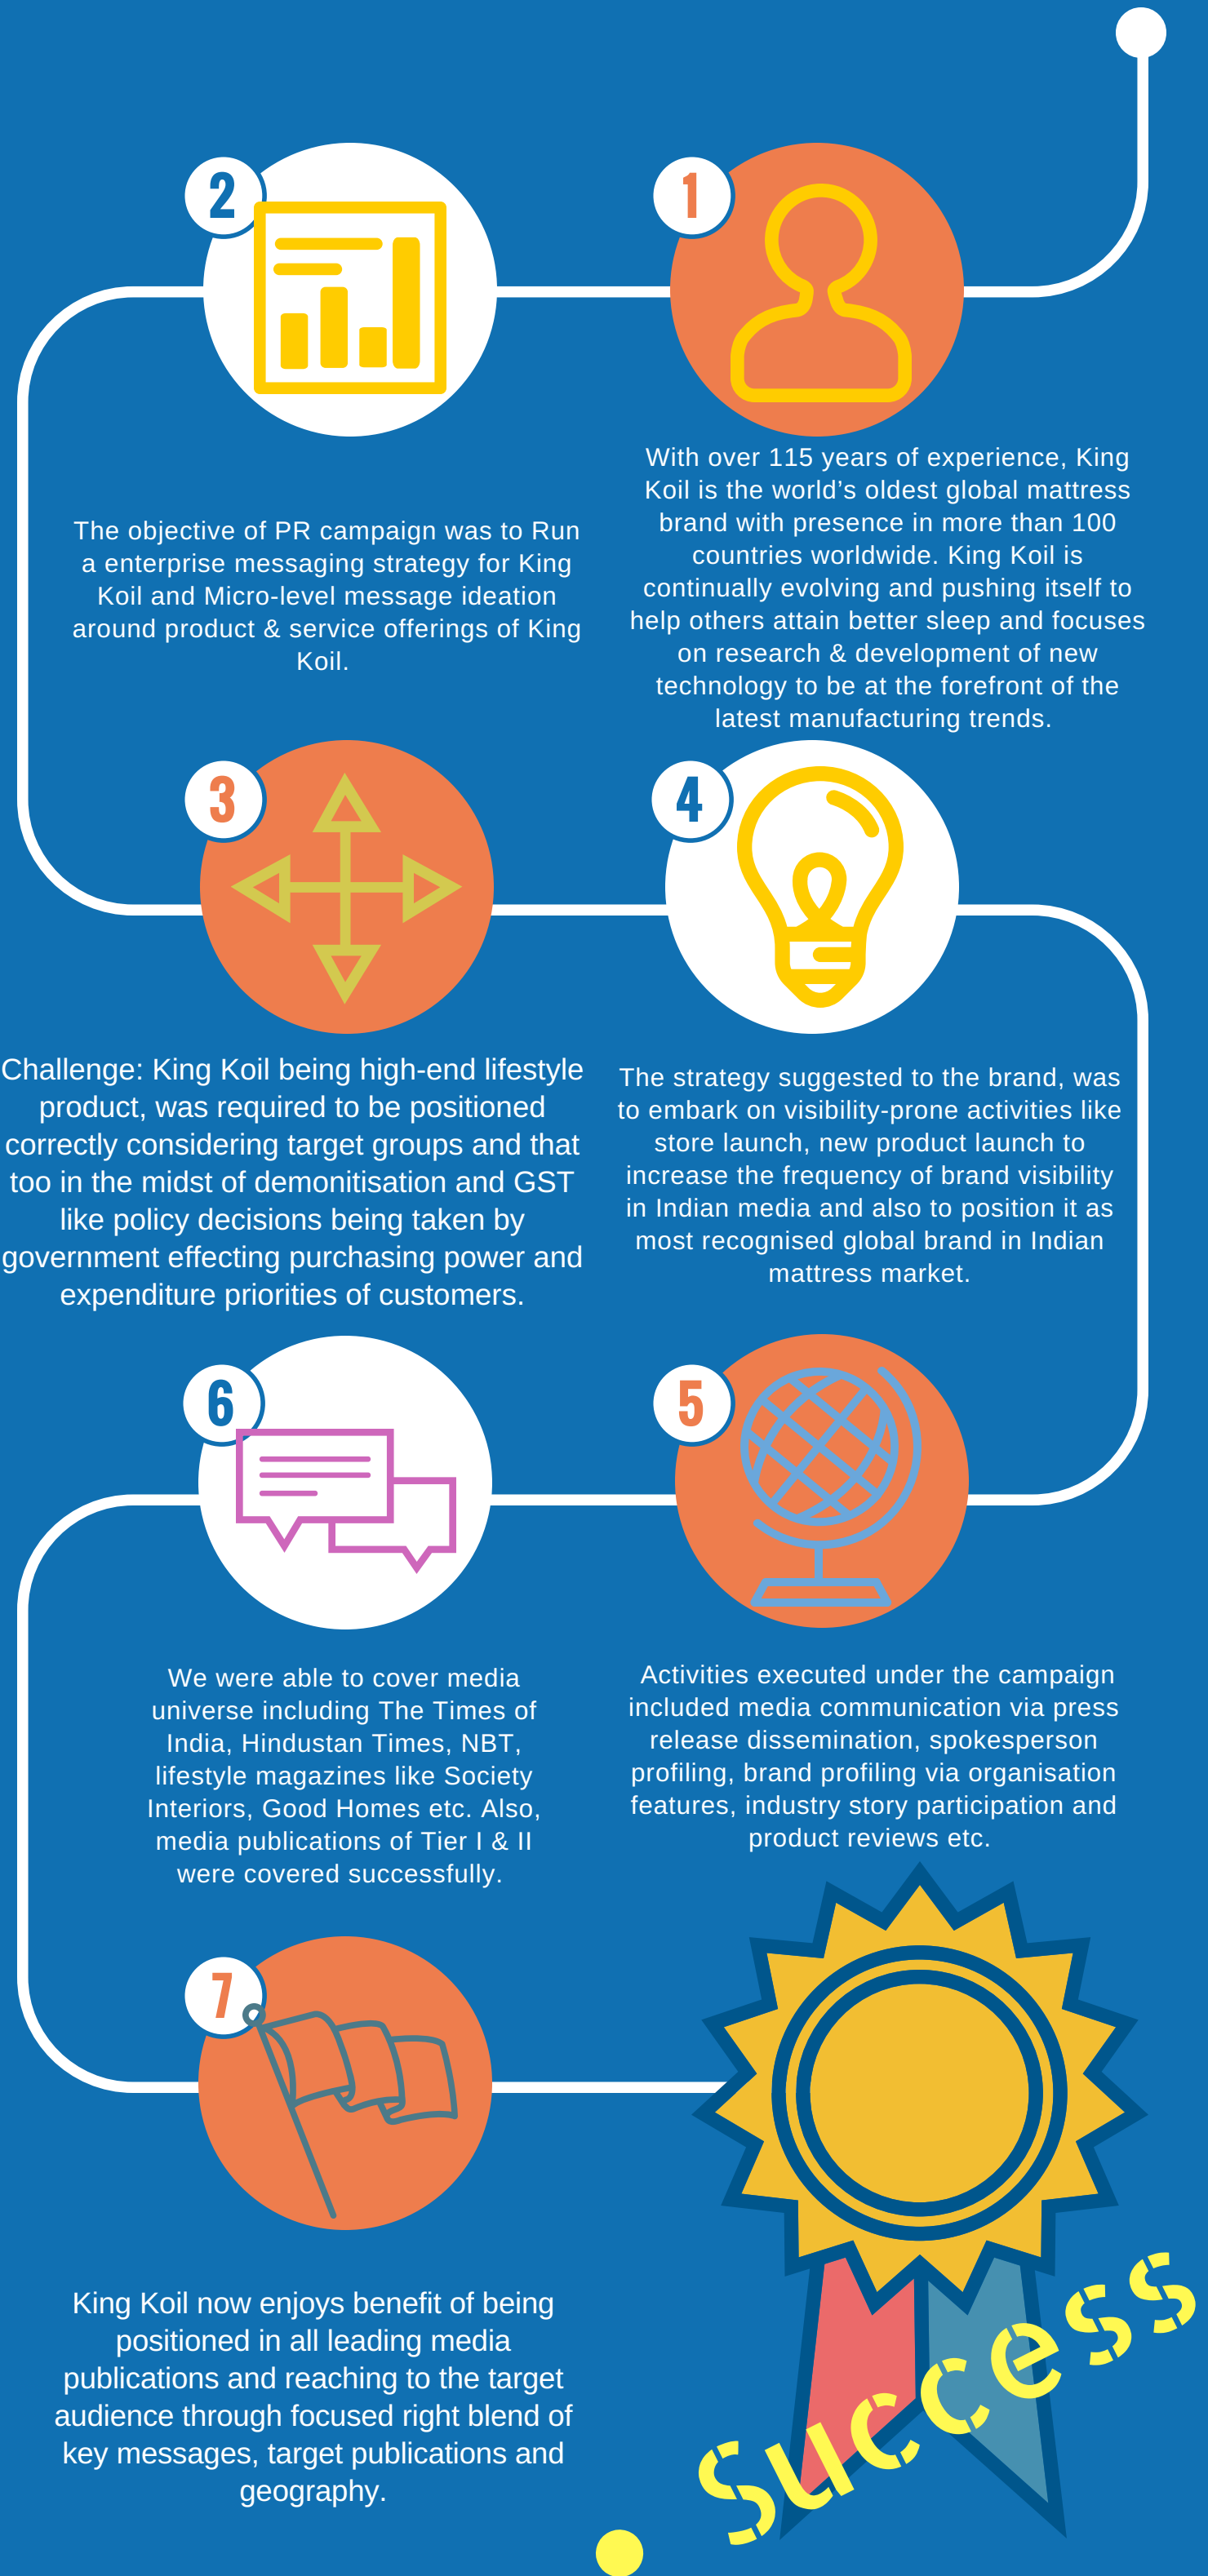 1
With over 115 years of experience, King
Koil is the world’s oldest global mattress
brand with presence in more than 100
countries worldwide. King Koil is
continually evolving and pushing itself to
help others attain better sleep and focuses
on research & development of new
technology to be at the forefront of the
latest manufacturing trends.
2
The objective of PR campaign was to Run
a enterprise messaging strategy for King
Koil and Micro-level message ideation
around product & service offerings of King
Koil.
3
Challenge: King Koil being high-end lifestyle
product, was required to be positioned
correctly considering target groups and that
too in the midst of demonitisation and GST
like policy decisions being taken by
government effecting purchasing power and
expenditure priorities of customers.
4
The strategy suggested to the brand, was
to embark on visibility-prone activities like
store launch, new product launch to
increase the frequency of brand visibility
in Indian media and also to position it as
most recognised global brand in Indian
mattress market.
5
Activities executed under the campaign
included media communication via press
release dissemination, spokesperson
profiling, brand profiling via organisation
features, industry story participation and
product reviews etc.
6
We were able to cover media
universe including The Times of
India, Hindustan Times, NBT,
lifestyle magazines like Society
Interiors, Good Homes etc. Also,
media publications of Tier I & II
were covered successfully.
7
King Koil now enjoys benefit of being
positioned in all leading media
publications and reaching to the target
audience through focused right blend of
key messages, target publications and
geography.
Success